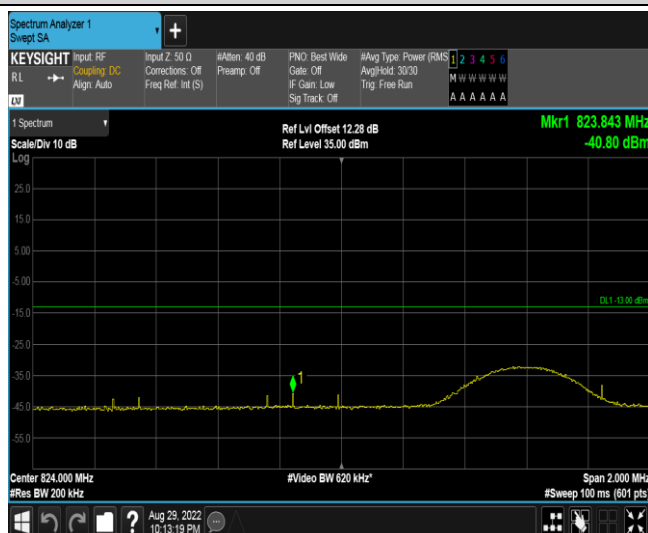 Spectrum Analyzer 1
Swept SA
+
KEYSIGHT
RL
Input: RF
Coupling: DC
Align: Auto
Input Z: 50 Ω
Corrections: Off
Freq Ref: Int (S)
#Atten: 40 dB
Preamp: Off
PNO: Best Wide
Gate: Off
IF Gain: Low
Sig Track: Off
#Avg Type: Power (RMS
Avg|Hold: 30/30
Trig: Free Run
1 2 3 4 5 6
M W W W W W
A A A A A A
LXI
1 Spectrum
Scale/Div 10 dB
Log
Ref Lvl Offset 12.28 dB
Ref Level 35.00 dBm
Mkr1 823.843 MHz
-40.80 dBm
25.0
15.0
5.00
-5.00
DL1 -13.00 dBm
-15.0
-25.0
-35.0
1
-45.0
-55.0
Center 824.000 MHz
#Res BW 200 kHz
#Video BW 620 kHz*
Span 2.000 MHz
#Sweep 100 ms (601 pts)
?
Aug 29, 2022
10:13:19 PM